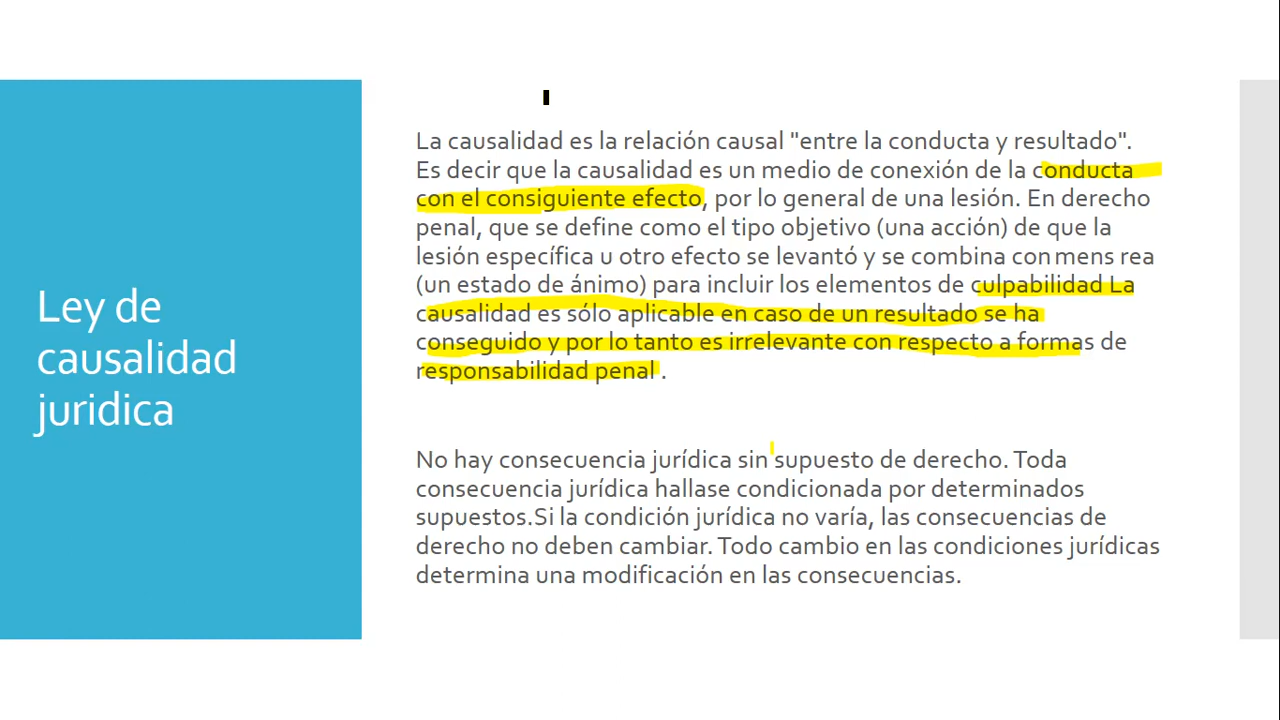 Ley de
causalidad
juridica
La causalidad es la relación causal "entre la conducta y resultado".
Es decir que la causalidad es un medio de conexión de la conducta
con el consiguiente efecto, por lo general de una lesión. En derecho
penal, que se define como el tipo objetivo (una acción) de que la
lesión específica u otro efecto se levantó y se combina con mens rea
(un estado de ánimo) para incluir los elementos de culpabilidad La
causalidad es sólo aplicable en caso de un resultado se ha
conseguido y por lo tanto es irrelevante con respecto a formas de
responsabilidad penal .
No hay consecuencia jurídica sin supuesto de derecho. Toda
consecuencia jurídica hallase condicionada por determinados
supuestos.Si la condición jurídica no varía, las consecuencias de
derecho no deben cambiar. Todo cambio en las condiciones jurídicas
determina una modificación en las consecuencias.